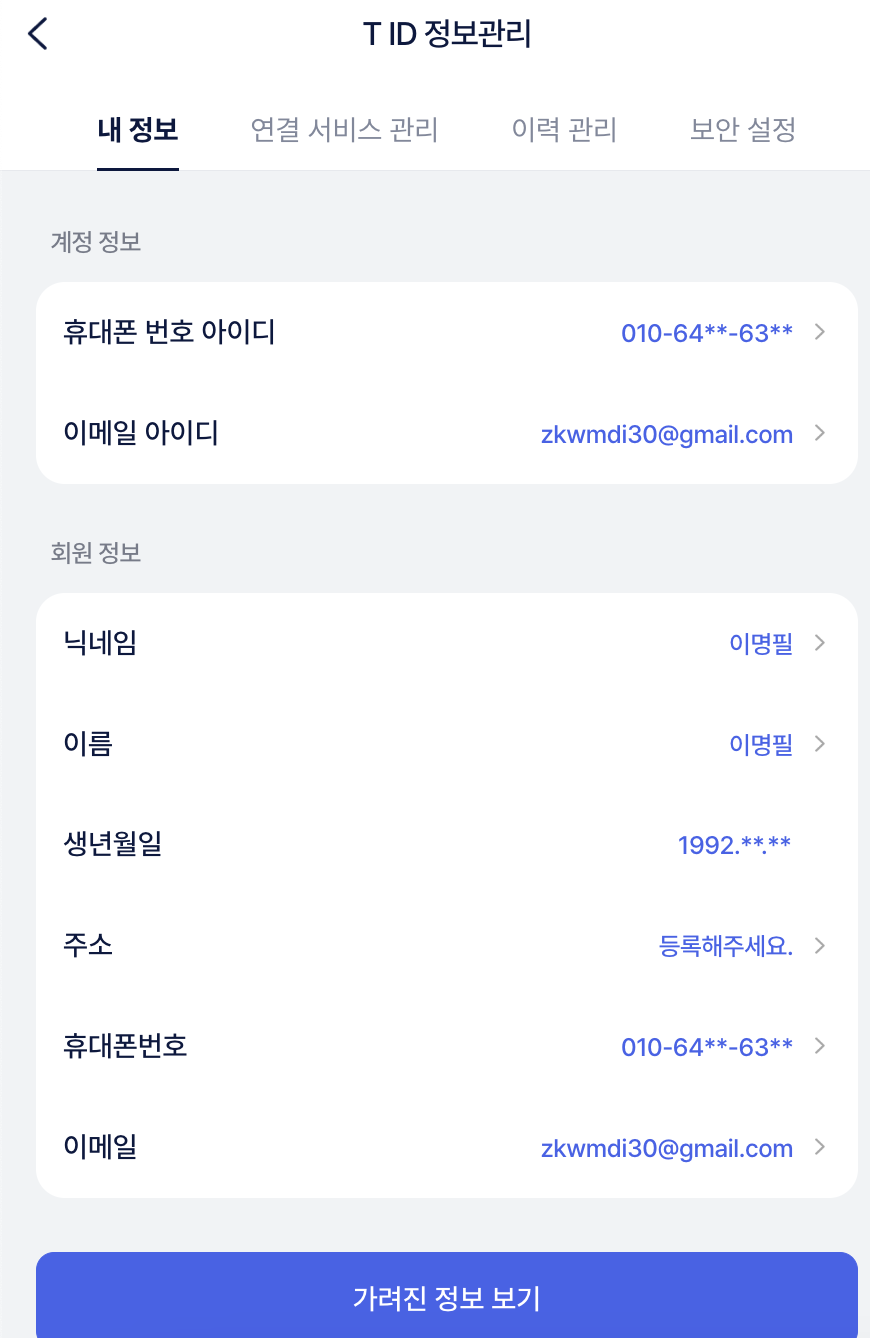 T ID 정보관리
내 정보 연결 서비스 관리 이력 관리 보안 설정
계정 정보
휴대폰 번호 아이디 010-64**-63**
이메일 아이디 zkwmdi30@gmail.com
회원 정보
닉네임 이명필
이름 이명필
생년월일 1992.**.**
주소 등록해주세요.
휴대폰번호 010-64**-63**
이메일 zkwmdi30@gmail.com
가려진 정보 보기